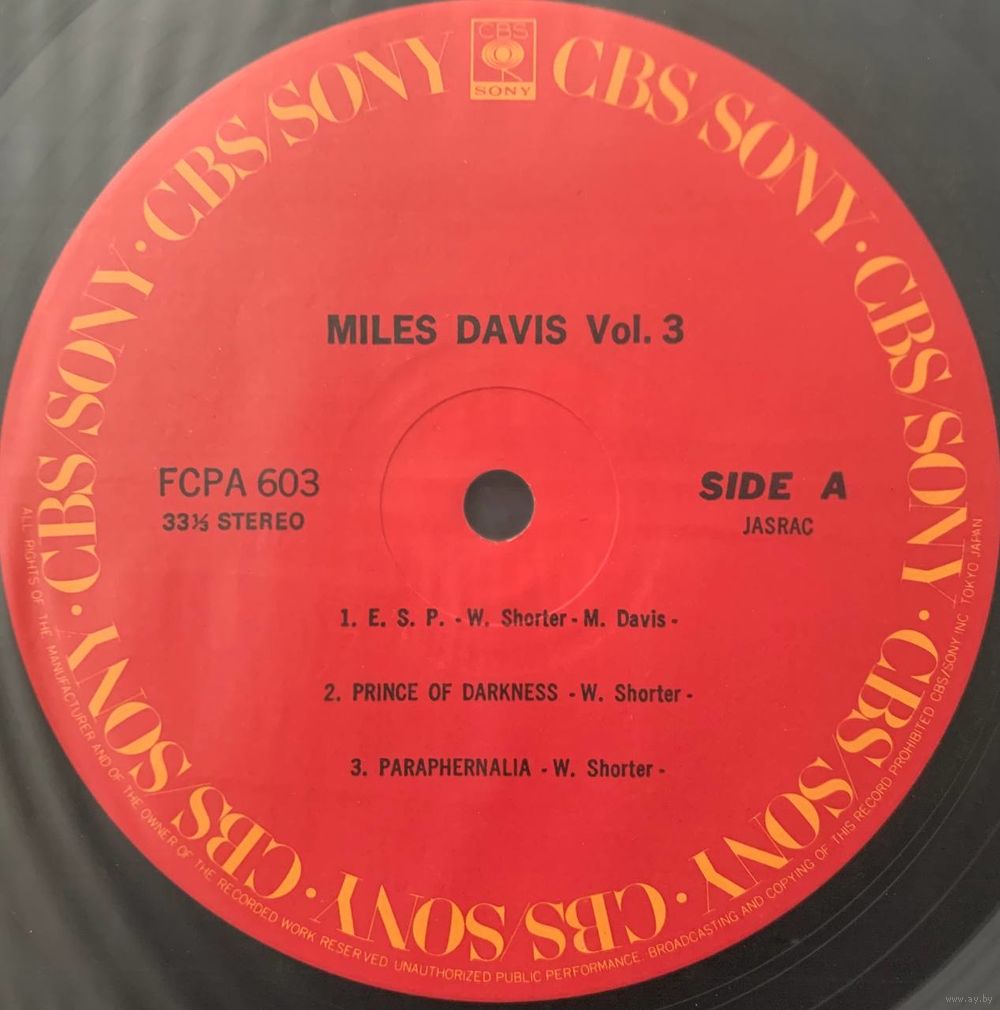 CBS
SONY
CBS/SONY · CBS/SONY · CBS/SONY · CBS/SONY · CBS/SONY · CBS/SONY · CBS/SONY · CBS/SONY
MILES DAVIS Vol. 3
FCPA 603
33⅓ STEREO
SIDE A
JASRAC
1. E. S. P. - W. Shorter - M. Davis -
2. PRINCE OF DARKNESS - W. Shorter -
3. PARAPHERNALIA - W. Shorter -
ALL RIGHTS OF THE MANUFACTURER AND OF THE OWNER OF THE RECORDED WORK RESERVED UNAUTHORIZED PUBLIC PERFORMANCE BROADCASTING AND COPYING OF THIS RECORD PROHIBITED CBS/SONY INC TOKYO JAPAN
www.ay.by